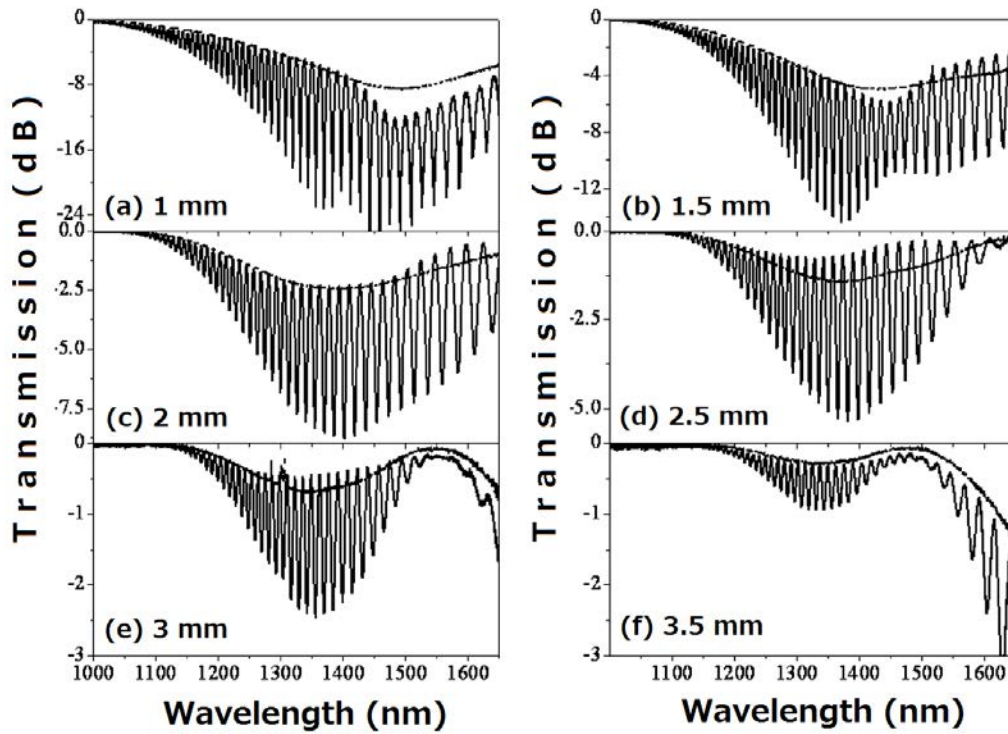 Transmission (dB)
0
-8
-16
-24
(a) 1 mm
0.0
-2.5
-5.0
-7.5
(c) 2 mm
0
-1
-2
-3
(e) 3 mm
1000 1100 1200 1300 1400 1500 1600
Wavelength (nm)
Transmission (dB)
0
-4
-8
-12
(b) 1.5 mm
0.0
-2.5
-5.0
(d) 2.5 mm
0
-1
-2
-3
(f) 3.5 mm
1100 1200 1300 1400 1500 1600
Wavelength (nm)